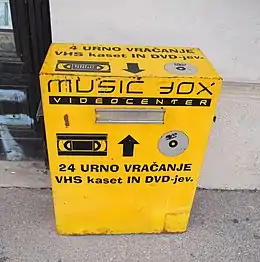 24 URNO VRAČANJE
VHS kaset IN DVD-jev.
MUSIC BOX
VIDEOCENTER
24 URNO VRAČANJE
VHS kaset IN DVD-jev.